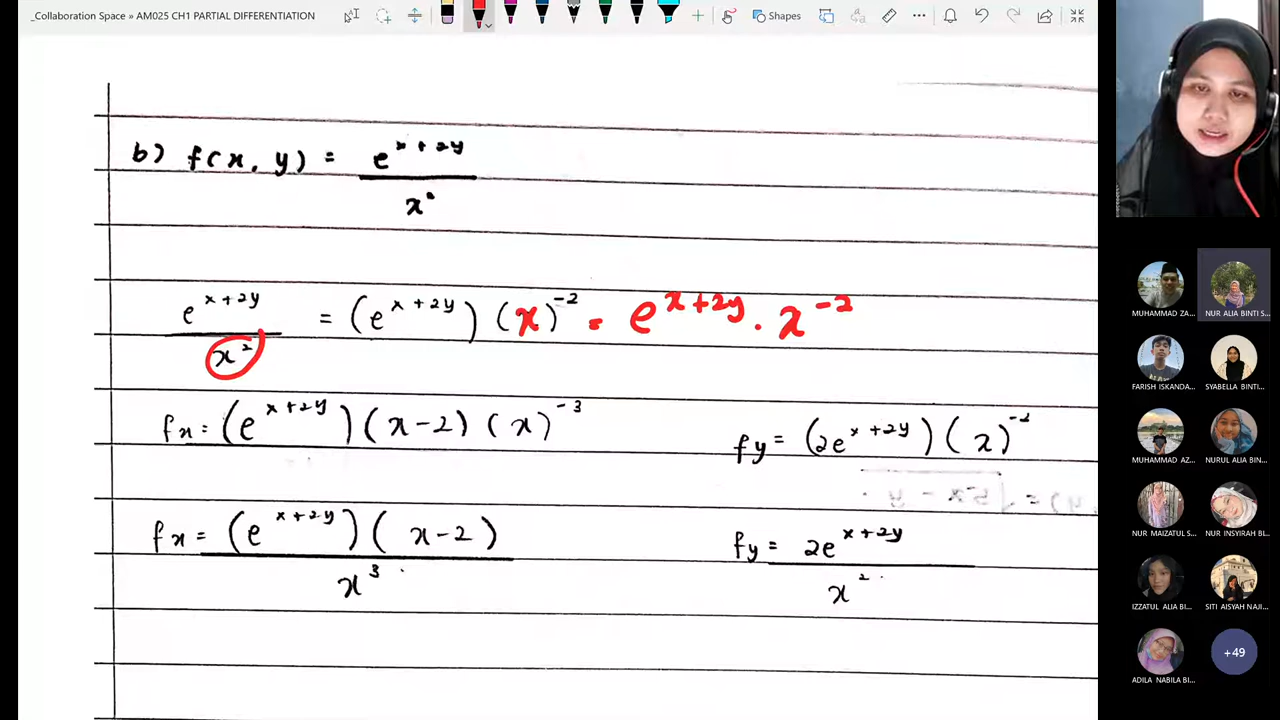 _Collaboration Space » AM025 CH1 PARTIAL DIFFERENTIATION
Shapes
b) f(x, y) = e^{x+2y} / x²
e^{x+2y} / x² = (e^{x+2y}) (x)^{-2} = e^{x+2y} · x^{-2}
fx = (e^{x+2y}) (x-2) (x)^{-3}
fy = (2e^{x+2y}) (x)^{-2}
fx = (e^{x+2y}) (x-2) / x³
fy = 2e^{x+2y} / x²
MUHAMMAD ZA...
NUR ALIA BINTI S...
FARISH ISKANDA...
SYABELLA BINTI...
MUHAMMAD AZ...
NURUL ALIA BIN...
NUR MAIZATUL S...
NUR INSYIRAH BI...
IZZATUL ALIA BI...
SITI AISYAH NAJI...
ADILA NABILA BI...
+49